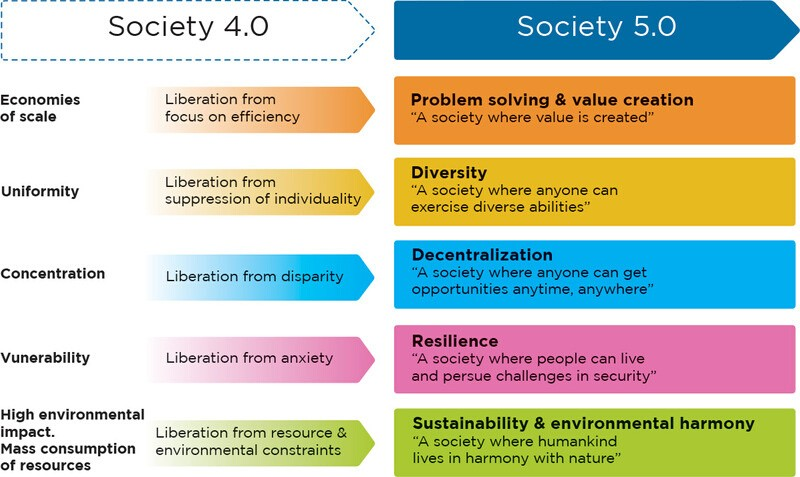 Society 4.0
Society 5.0
Economies
of scale
Liberation from
focus on efficiency
Problem solving & value creation
“A society where value is created”
Uniformity
Liberation from
suppression of individuality
Diversity
“A society where anyone can
exercise diverse abilities”
Concentration
Liberation from disparity
Decentralization
“A society where anyone can get
opportunities anytime, anywhere”
Vunerability
Liberation from anxiety
Resilience
“A society where people can live
and persue challenges in security”
High environmental
impact.
Mass consumption
of resources
Liberation from resource &
environmental constraints
Sustainability & environmental harmony
“A society where humankind
lives in harmony with nature”